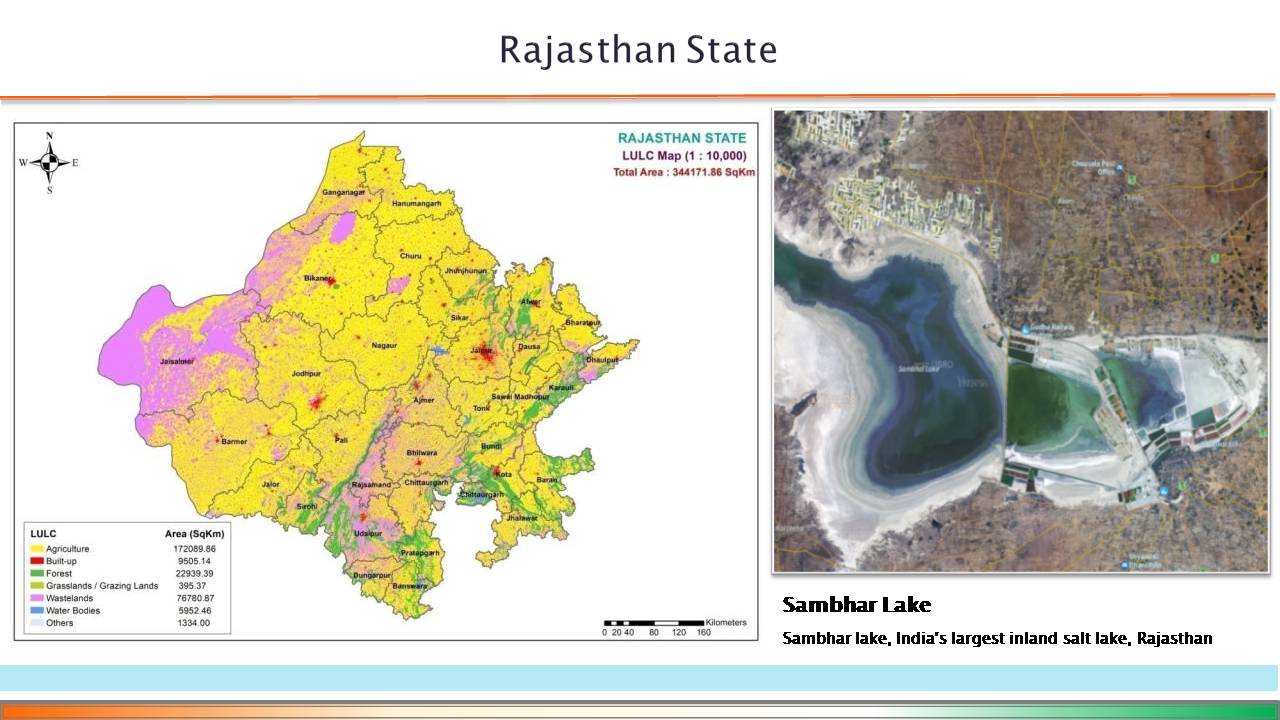 Rajasthan State
N
W E
S
RAJASTHAN STATE
LULC Map (1 : 10,000)
Total Area : 344171.86 SqKm
Ganganagar
Hanumangarh
Churu
Jhunjhunun
Bikaner
Alwar
Sikar
Bharatpur
Nagaur
Jaipur
Dausa
Dhaulpur
Jaisalmer
Jodhpur
Karauli
Ajmer
Sawai Madhopur
Tonk
Barmer
Pali
Bundi
Bhilwara
Kota
Baran
Jalor
Rajsamand
Chittaurgarh
Chittaurgarh
Sirohi
Jhalawar
Udaipur
Pratapgarh
Dungarpur
Banswara
LULC Area (SqKm)
Agriculture 172089.86
Built-up 9505.14
Forest 22939.39
Grasslands / Grazing Lands 395.37
Wastelands 76780.87
Water Bodies 5952.46
Others 1334.00
Kilometers
0 20 40 80 120 160
Office
Sambhar Lake
Sambhar Lake
Sambhar lake, India's largest inland salt lake, Rajasthan